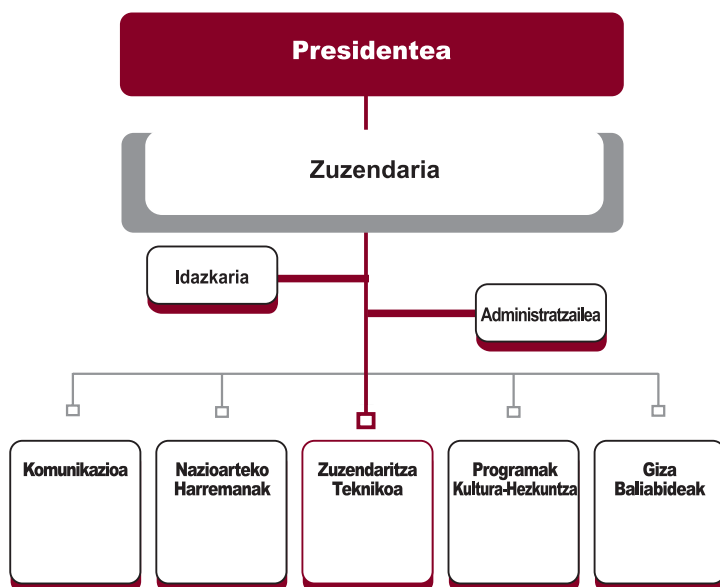 Presidentea
Zuzendaria
Idazkaria
Administratzailea
Komunikazioa
Nazioarteko
Harremanak
Zuzendaritza
Teknikoa
Programak
Kultura-Hezkuntza
Giza
Baliabideak